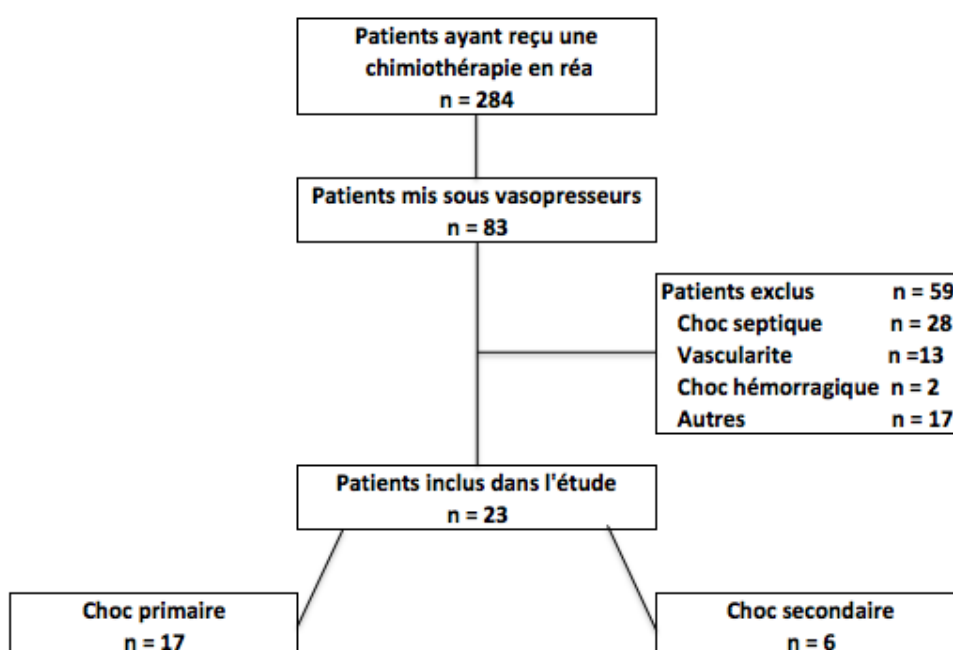 Patients ayant reçu une
chimiothérapie en réa
n = 284
Patients mis sous vasopresseurs
n = 83
Patients exclus n = 59
Choc septique n = 28
Vascularite n =13
Choc hémorragique n = 2
Autres n = 17
Patients inclus dans l'étude
n = 23
Choc primaire
n = 17
Choc secondaire
n = 6